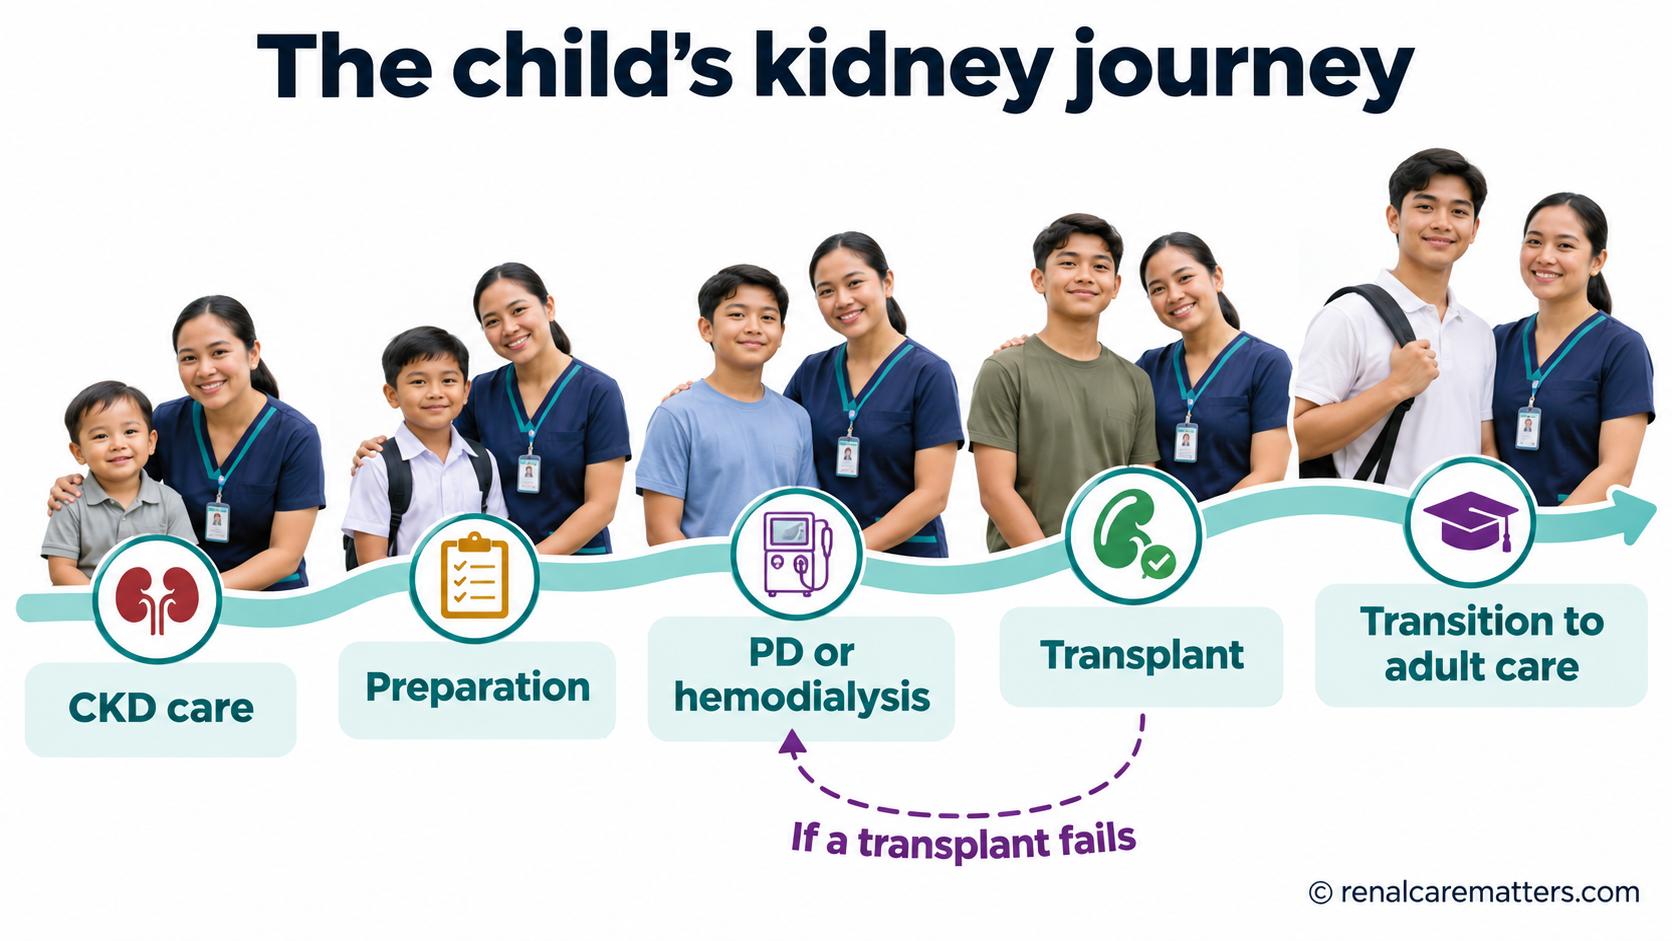 The child's kidney journey
CKD care
Preparation
PD or
hemodialysis
Transplant
Transition to
adult care
If a transplant fails
© renalcarematters.com